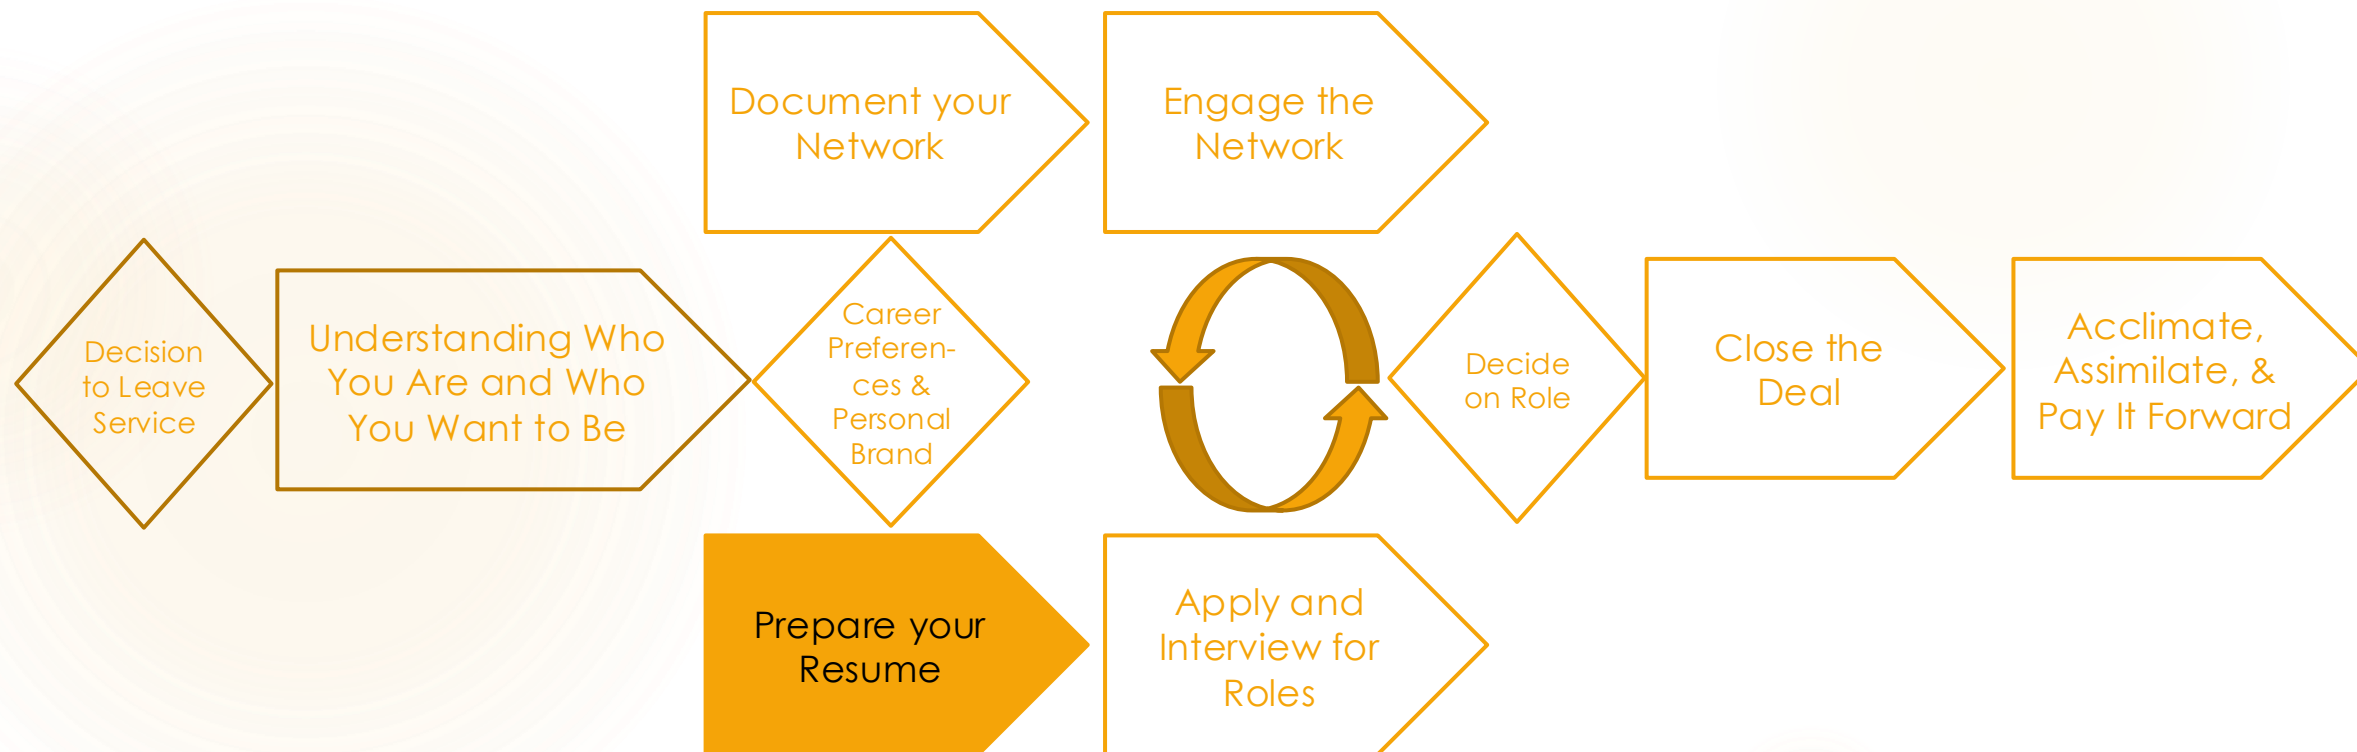 Document your
Network
Engage the
Network
Decision
to Leave
Service
Understanding Who
You Are and Who
You Want to Be
Career
Preferen-
ces &
Personal
Brand
Decide
on Role
Close the
Deal
Acclimate,
Assimilate, &
Pay It Forward
Prepare your
Resume
Apply and
Interview for
Roles